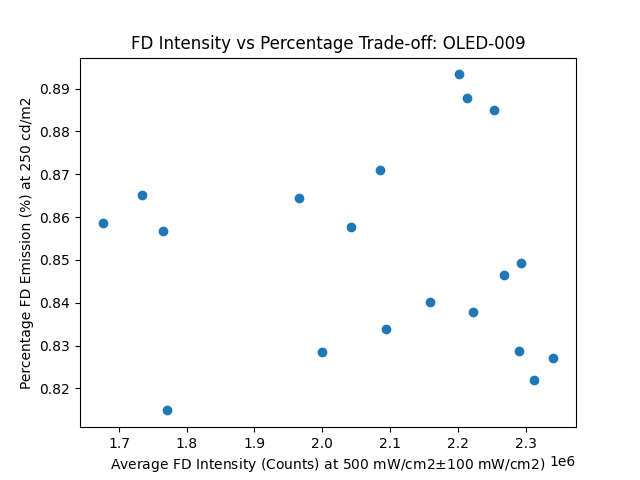 FD Intensity vs Percentage Trade-off: OLED-009
Percentage FD Emission (%) at 250 cd/m2
0.89
0.88
0.87
0.86
0.85
0.84
0.83
0.82
1.7 1.8 1.9 2.0 2.1 2.2 2.3
1e6
Average FD Intensity (Counts) at 500 mW/cm2±100 mW/cm2)